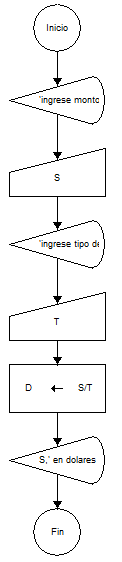 Inicio
'ingrese monto
S
'ingrese tipo de
T
D ← S/T
S,' en dolares
Fin